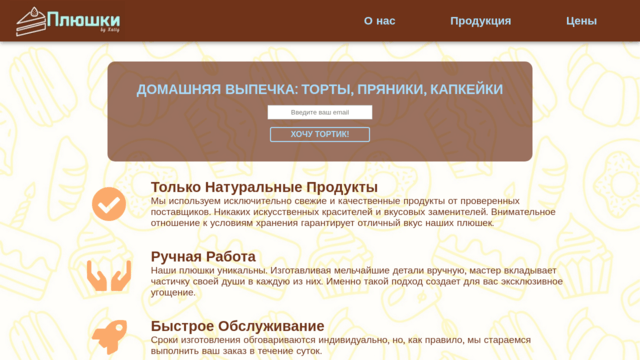 Плюшки
by Katy
О нас
Продукция
Цены
ДОМАШНЯЯ ВЫПЕЧКА: ТОРТЫ, ПРЯНИКИ, КАПКЕЙКИ
Введите ваш email
ХОЧУ ТОРТИК!
Только Натуральные Продукты
Мы используем исключительно свежие и качественные продукты от проверенных
поставщиков. Никаких искусственных красителей и вкусовых заменителей. Внимательное
отношение к условиям хранения гарантирует отличный вкус наших плюшек.
Ручная Работа
Наши плюшки уникальны. Изготавливая мельчайшие детали вручную, мастер вкладывает
частичку своей души в каждую из них. Именно такой подход создает для вас эксклюзивное
угощение.
Быстрое Обслуживание
Сроки изготовления обговариваются индивидуально, но, как правило, мы стараемся
выполнить ваш заказ в течение суток.